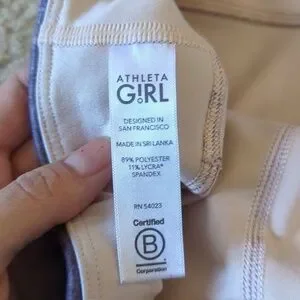 ATHLETA
GIRL
DESIGNED IN
SAN FRANCISCO
MADE IN SRI LANKA
89% POLYESTER
11% LYCRA®
SPANDEX
RN 54023
Certified
B
Corporation